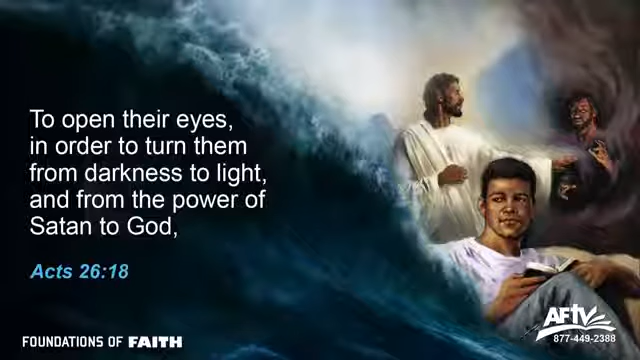 To open their eyes,
in order to turn them
from darkness to light,
and from the power of
Satan to God,
Acts 26:18
FOUNDATIONS OF FAITH
AFtv
877-449-2388